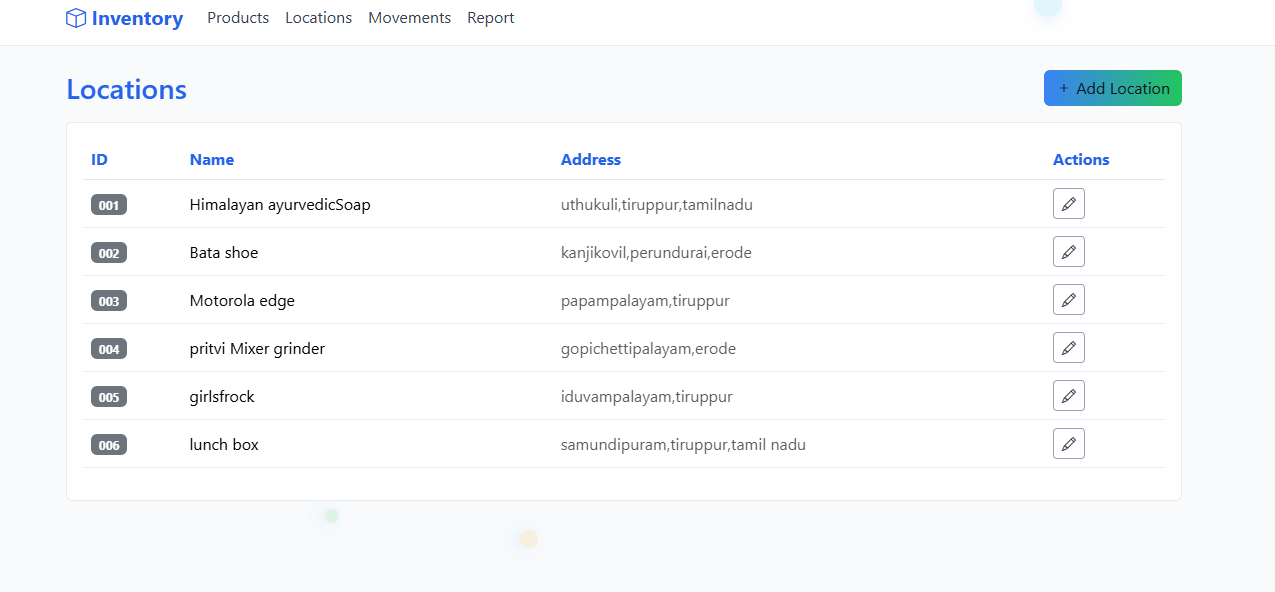 Inventory Products Locations Movements Report
Locations + Add Location
ID Name Address Actions
001 Himalayan ayurvedicSoap uthukuli,tiruppur,tamilnadu
002 Bata shoe kanjikovil,perundurai,erode
003 Motorola edge papampalayam,tiruppur
004 pritvi Mixer grinder gopichettipalayam,erode
005 girlsfrock iduvampalayam,tiruppur
006 lunch box samundipuram,tiruppur,tamil nadu